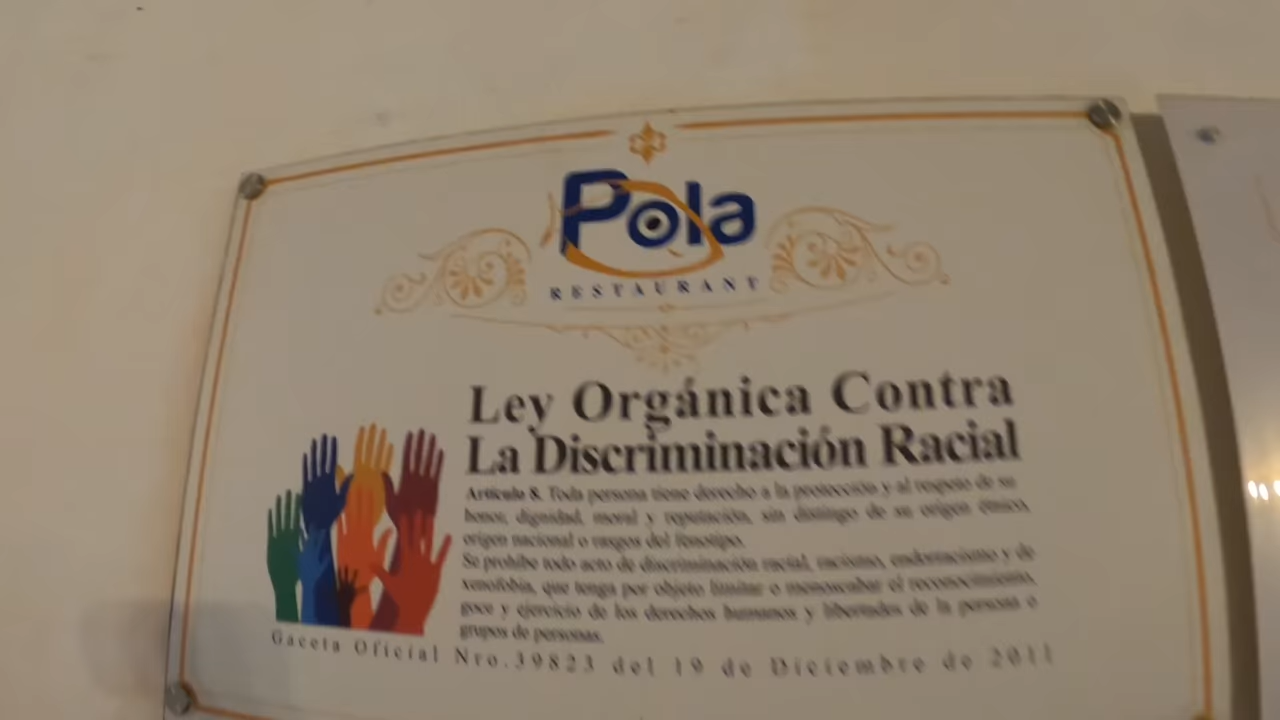 Pola
RESTAURANT
Ley Orgánica Contra
La Discriminación Racial
Artículo 8. Toda persona tiene derecho a la protección y al respeto de su
honor, dignidad, moral y reputación, sin distingo de su origen étnico,
origen nacional o rasgos del fenotipo.
Se prohíbe todo acto de discriminación racial, racismo, endorracismo y de
xenofobia, que tenga por objeto limitar o menoscabar el reconocimiento,
goce y ejercicio de los derechos humanos y libertades de la persona o
grupos de personas.
Gaceta Oficial Nro.39823 del 19 de Diciembre de 2011